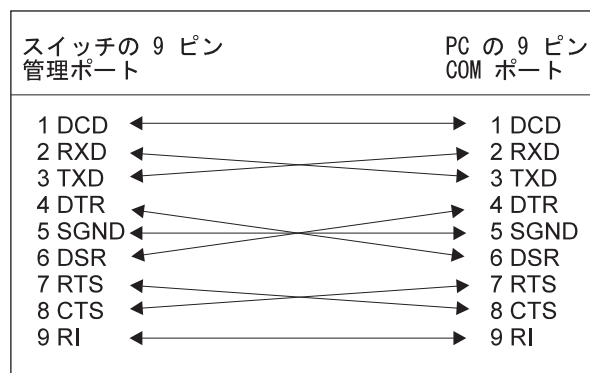 スイッチの 9 ピン
管理ポート
PC の 9 ピン
COM ポート
1 DCD
2 RXD
3 TXD
4 DTR
5 SGND
6 DSR
7 RTS
8 CTS
9 RI
1 DCD
2 RXD
3 TXD
4 DTR
5 SGND
6 DSR
7 RTS
8 CTS
9 RI